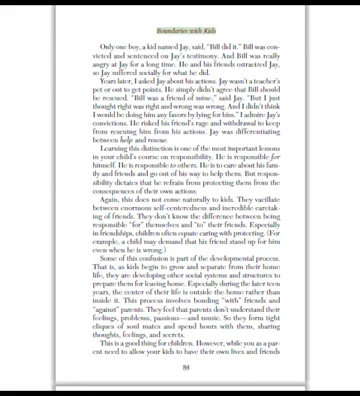 Boundaries with Kids
Only one boy, a kid named Jay, said, "Bill did it." Bill was con-
victed and sentenced on Jay's testimony. And Bill was really
angry at Jay for a long time. He and his friends ostracized Jay,
so Jay suffered socially for what he did.
Years later, I asked Jay about his actions. Jay wasn't a teacher's
pet or out to get points. He simply didn't agree that Bill should
be rescued. "Bill was a friend of mine," said Jay. "But I just
thought right was right and wrong was wrong. And I didn't think
I would be doing him any favors by lying for him." I admire Jay's
convictions. He risked his friend's rage and withdrawal to keep
from rescuing him from his actions. Jay was differentiating
between help and rescue.
Learning this distinction is one of the most important lessons
in your child's course on responsibility. He is responsible for
himself. He is responsible to others. He is to care about his fam-
ily and friends and go out of his way to help them. But respon-
sibility dictates that he refrain from protecting them from the
consequences of their own actions.
Again, this does not come naturally to kids. They vacillate
between enormous self-centeredness and incredible caretak-
ing of friends. They don't know the difference between being
responsible "for" themselves and "to" their friends. Especially
in friendships, children often equate caring with protecting. (For
example, a child may demand that his friend stand up for him
even when he is wrong.)
Some of this confusion is part of the developmental process.
That is, as kids begin to grow and separate from their home
life, they are developing other social systems and structures to
prepare them for leaving home. Especially during the later teen
years, the center of their life is outside the home rather than
inside it. This process involves bonding "with" friends and
"against" parents. They feel that parents don't understand their
feelings, problems, passions—and music. So they form tight
cliques of soul mates and spend hours with them, sharing
thoughts, feelings, and secrets.
This is a good thing for children. However, while you as a par-
ent need to allow your kids to have their own lives and friends
84